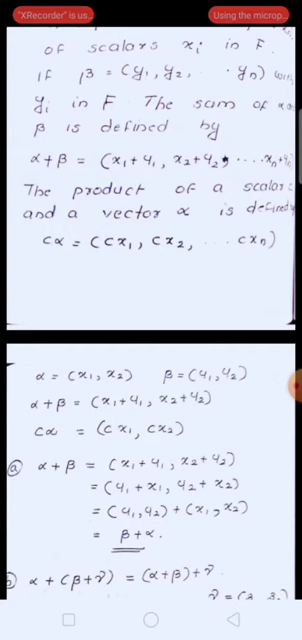 "XRecorder" is us..
Using the microp...
of scalars xᵢ in F.
if β = (y₁, y₂, . . yₙ) with
yᵢ in F The sum of α
β is defined by
α+β = (x₁+y₁, x₂+y₂, ....xₙ+yₙ
The product of a scalar c
and a vector α is defined
cα = (cx₁, cx₂, ... cxₙ)
α = (x₁, x₂) β = (y₁, y₂)
α+β = (x₁+y₁, x₂+y₂)
cα = (cx₁, cx₂)
ⓐ α+β = (x₁+y₁, x₂+y₂)
= (y₁+x₁, y₂+x₂)
= (y₁, y₂) + (x₁, x₂)
= β+α.
ⓑ α+(β+γ) = (α+β)+γ